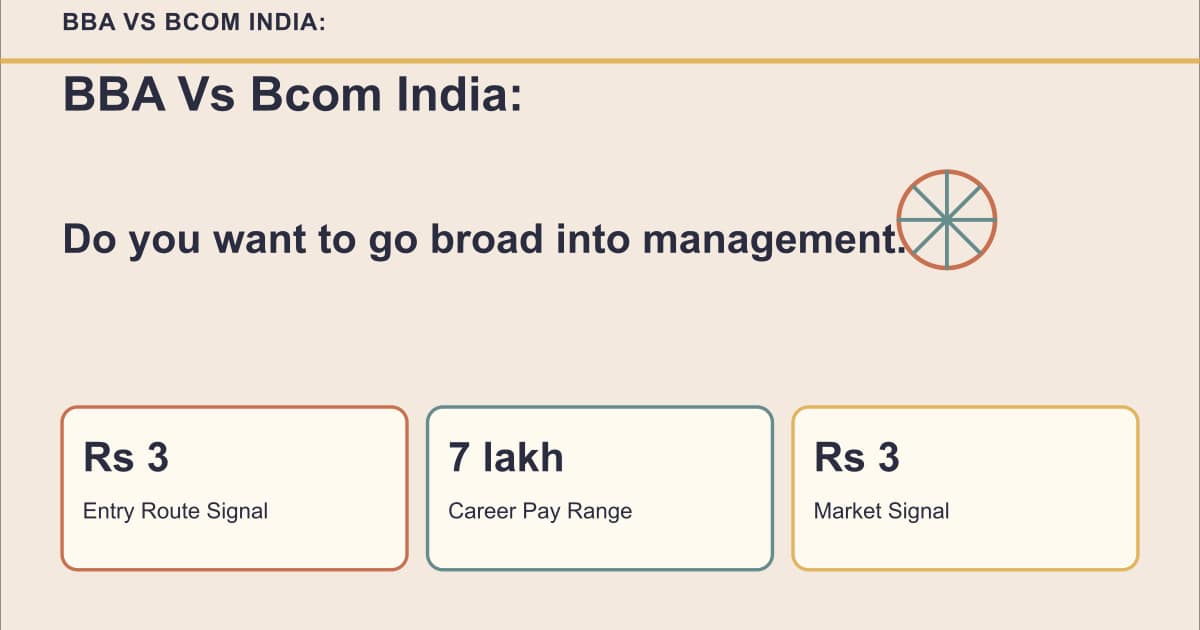 BBA VS BCOM INDIA:
BBA Vs Bcom India:
Do you want to go broad into management.
Rs 3
Entry Route Signal
7 lakh
Career Pay Range
Rs 3
Market Signal